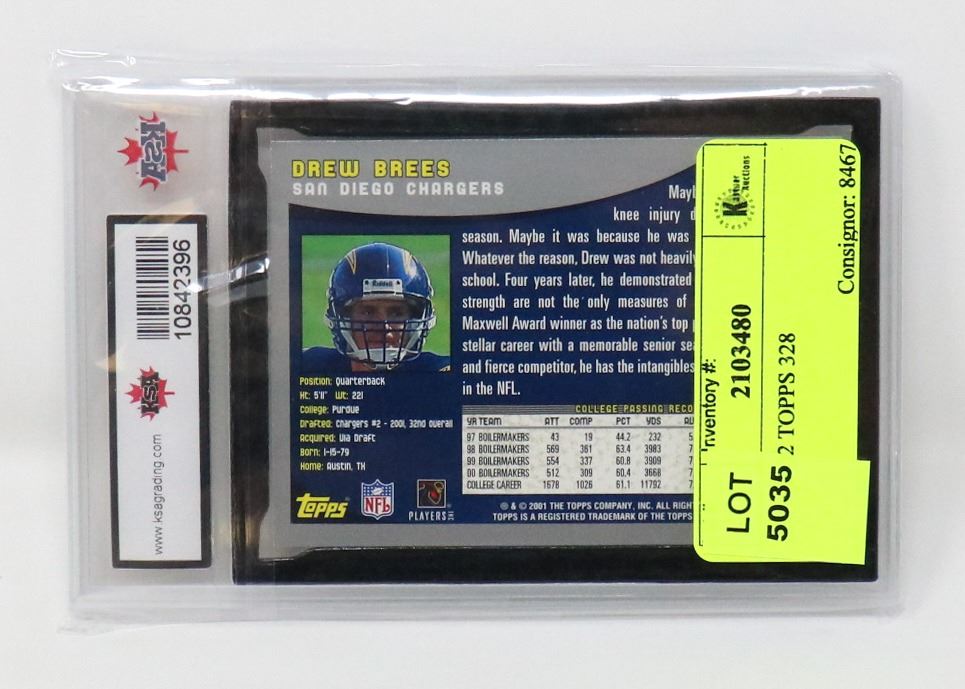 KSA
10842396
KSA
www.ksagrading.com
DREW BREES
SAN DIEGO CHARGERS
knee injury
season. Maybe it was because he was
Whatever the reason, Drew was not heavily
school. Four years later, he demonstrated
strength are not the only measures of
Maxwell Award winner as the nation's top
stellar career with a memorable senior
and fierce competitor, he has the intangibles
in the NFL.
Riddell
Position: Quarterback
Ht: 5'11" Wt: 221
College: Purdue
Drafted: Chargers #2 - 2001, 32nd overall
Acquired: Via Draft
Born: 1-15-79
Home: Austin, TX
COLLEGE PASSING
YR TEAM ATT COMP PCT YDS
97 BOILERMAKERS 43 19 44.2 232
98 BOILERMAKERS 569 361 63.4 3983
99 BOILERMAKERS 554 337 60.8 3909
00 BOILERMAKERS 512 309 60.4 3668
COLLEGE CAREER 1678 1026 61.1 11792
Topps
NFL
PLAYERS INC
® & © 2001 THE TOPPS COMPANY, INC. ALL
TOPPS IS A REGISTERED TRADEMARK OF THE TOPPS
Kastner Auctions
Consignor: 8467
Inventory #: 2103480
2 TOPPS 328
LOT
5035